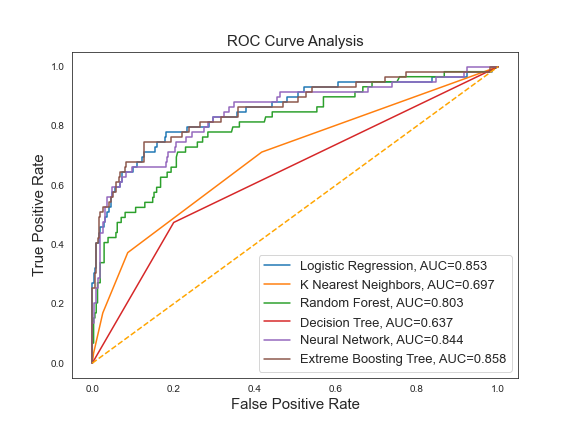 ROC Curve Analysis
True Positive Rate
1.0
0.8
0.6
0.4
0.2
0.0
Logistic Regression, AUC=0.853
K Nearest Neighbors, AUC=0.697
Random Forest, AUC=0.803
Decision Tree, AUC=0.637
Neural Network, AUC=0.844
Extreme Boosting Tree, AUC=0.858
0.0 0.2 0.4 0.6 0.8 1.0
False Positive Rate